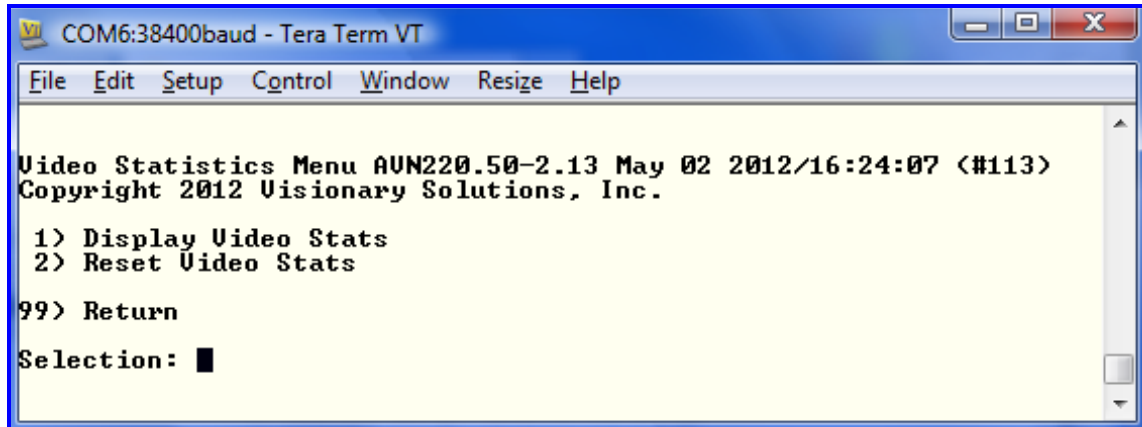 COM6:38400baud - Tera Term VT
File Edit Setup Control Window Resize Help
Video Statistics Menu AVN220.50-2.13 May 02 2012/16:24:07 (#113)
Copyright 2012 Visionary Solutions, Inc.
1) Display Video Stats
2) Reset Video Stats
99) Return
Selection: